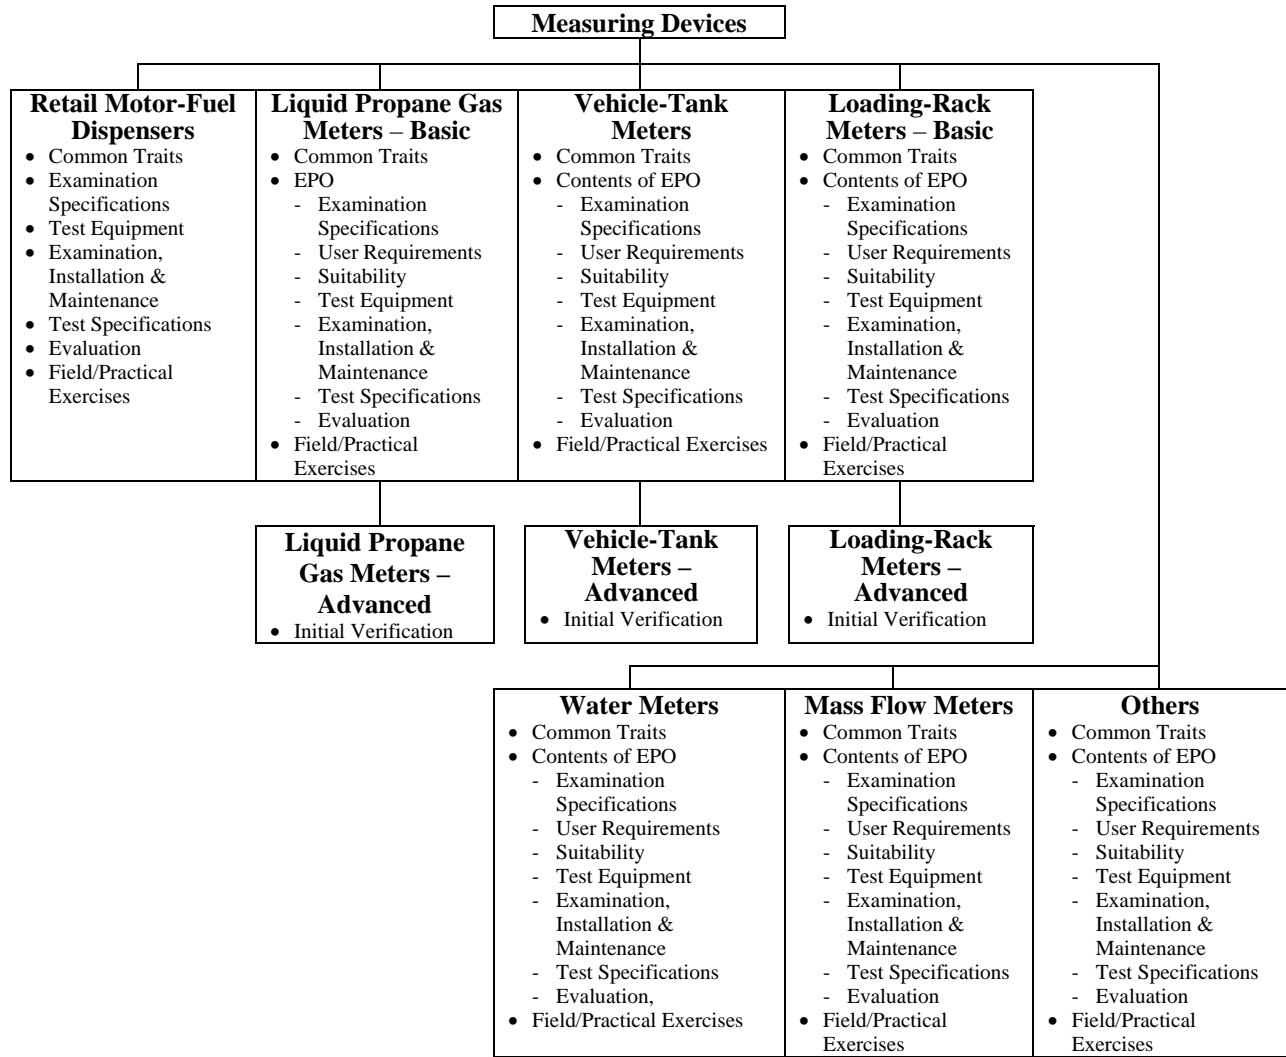 Measuring Devices
Retail Motor-Fuel
Dispensers
• Common Traits
• Examination
Specifications
• Test Equipment
• Examination,
Installation &
Maintenance
• Test Specifications
• Evaluation
• Field/Practical
Exercises
Liquid Propane Gas
Meters – Basic
• Common Traits
• EPO
- Examination
Specifications
- User Requirements
- Suitability
- Test Equipment
- Examination,
Installation &
Maintenance
- Test Specifications
- Evaluation
• Field/Practical
Exercises
Vehicle-Tank
Meters
• Common Traits
• Contents of EPO
- Examination
Specifications
- User Requirements
- Suitability
- Test Equipment
- Examination,
Installation &
Maintenance
- Test Specifications
- Evaluation
• Field/Practical Exercises
Loading-Rack
Meters – Basic
• Common Traits
• Contents of EPO
- Examination
Specifications
- User Requirements
- Suitability
- Test Equipment
- Examination,
Installation &
Maintenance
- Test Specifications
- Evaluation
• Field/Practical
Exercises
Liquid Propane
Gas Meters –
Advanced
• Initial Verification
Vehicle-Tank
Meters –
Advanced
• Initial Verification
Loading-Rack
Meters –
Advanced
• Initial Verification
Water Meters
• Common Traits
• Contents of EPO
- Examination
Specifications
- User Requirements
- Suitability
- Test Equipment
- Examination,
Installation &
Maintenance
- Test Specifications
- Evaluation,
• Field/Practical Exercises
Mass Flow Meters
• Common Traits
• Contents of EPO
- Examination
Specifications
- User Requirements
- Suitability
- Test Equipment
- Examination,
Installation &
Maintenance
- Test Specifications
- Evaluation
• Field/Practical
Exercises
Others
• Common Traits
• Contents of EPO
- Examination
Specifications
- User Requirements
- Suitability
- Test Equipment
- Examination,
Installation &
Maintenance
- Test Specifications
- Evaluation
• Field/Practical
Exercises